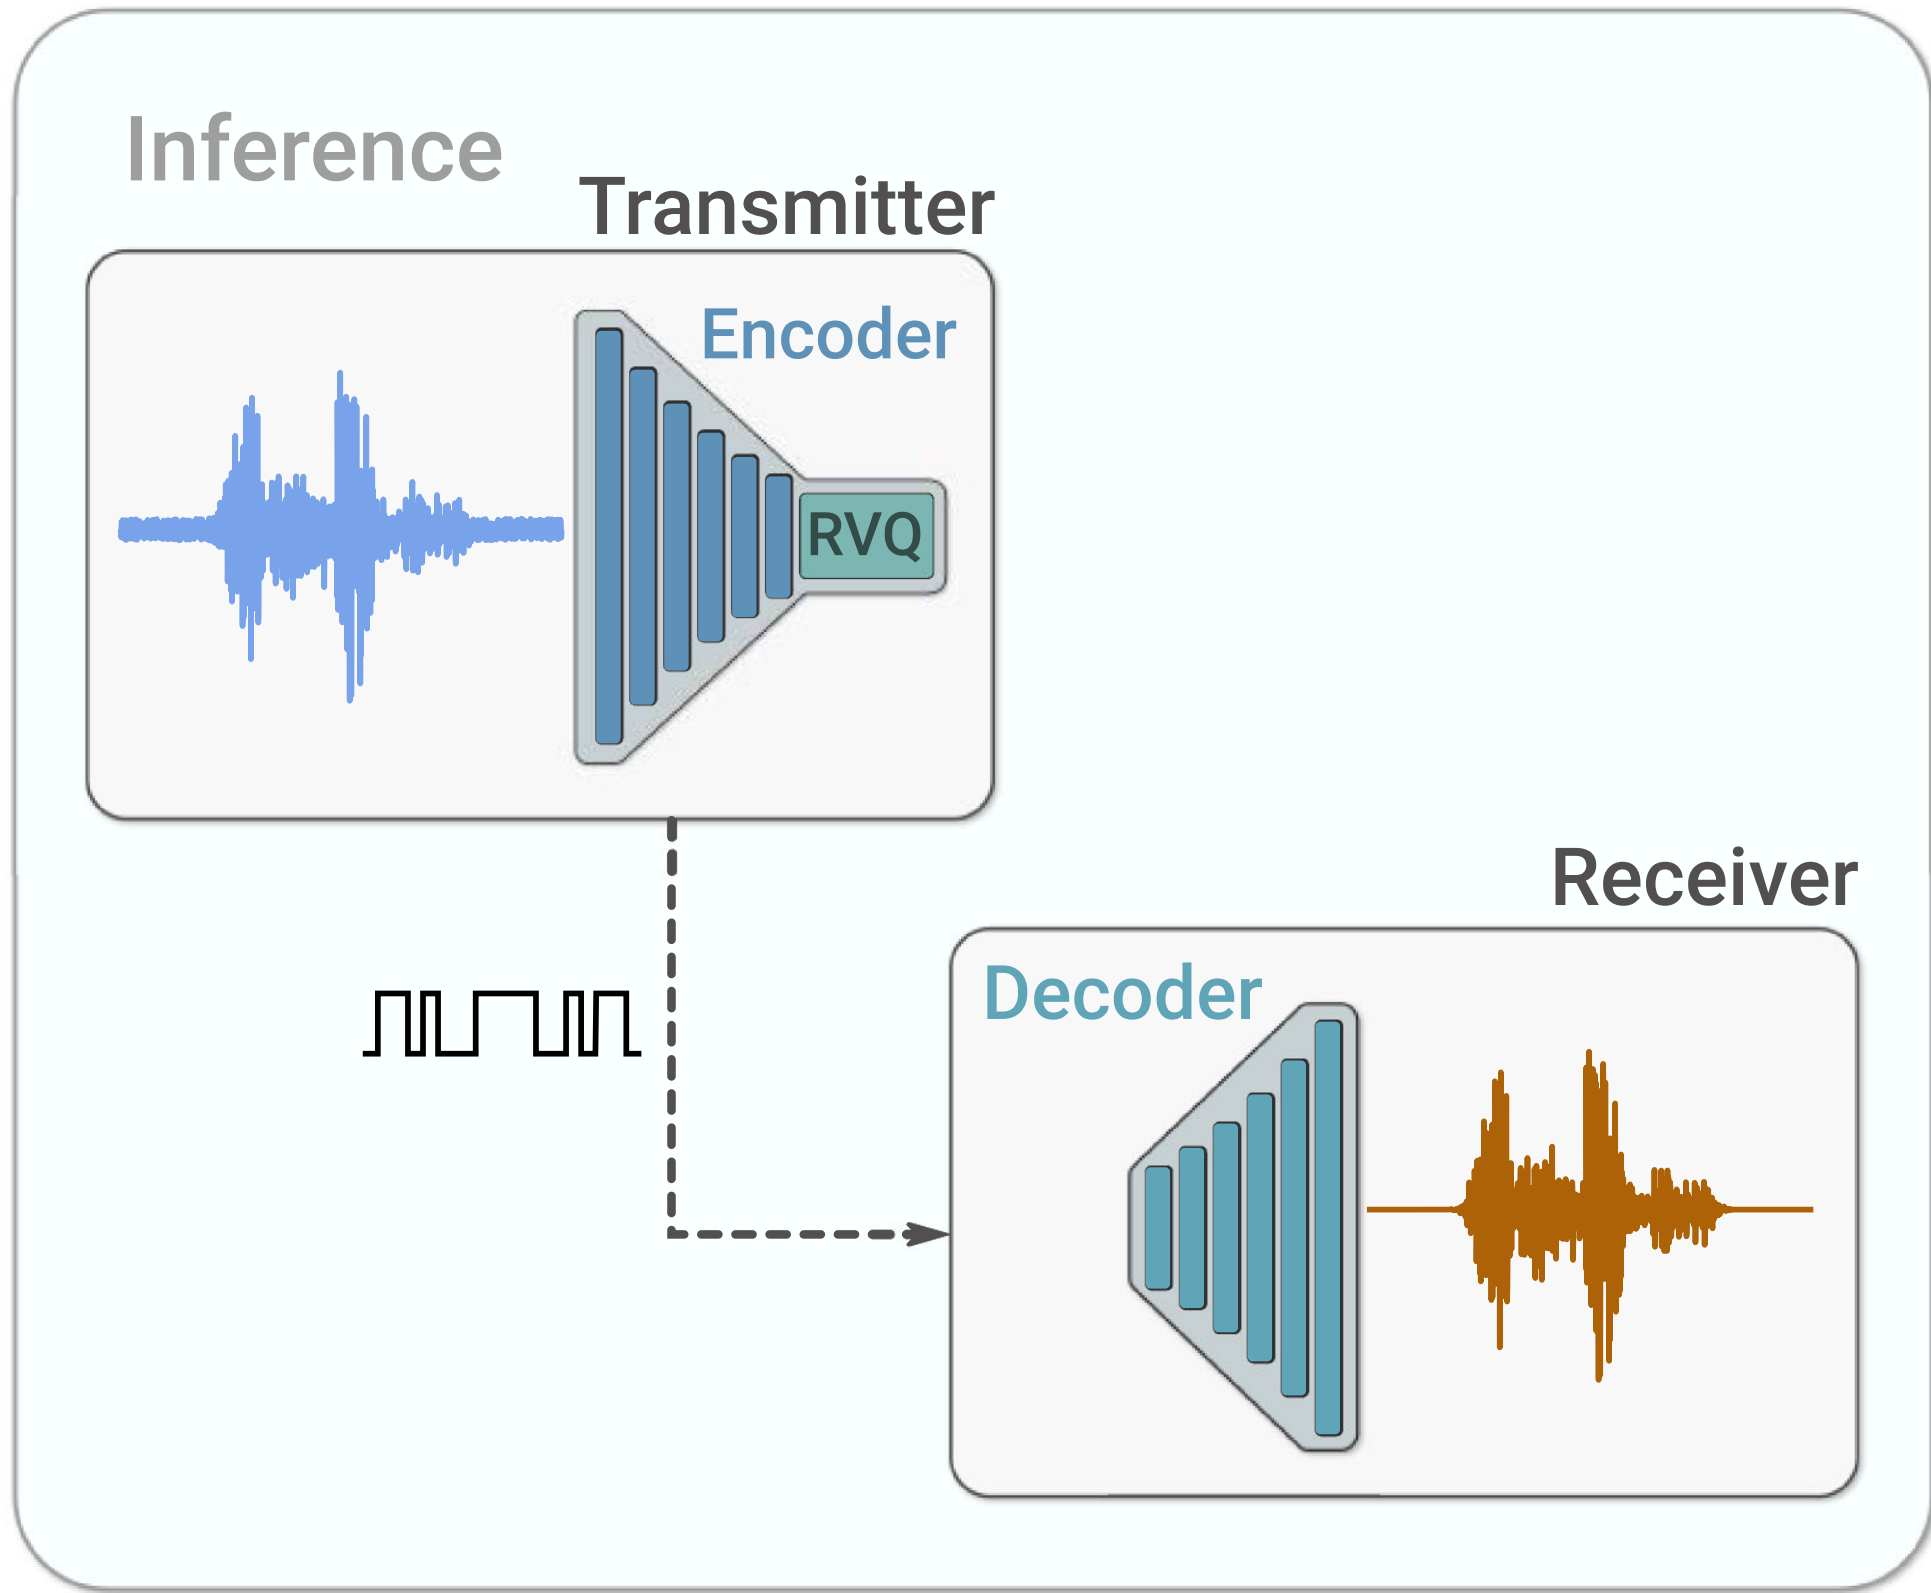 Inference
Transmitter
Encoder
RVQ
Receiver
Decoder